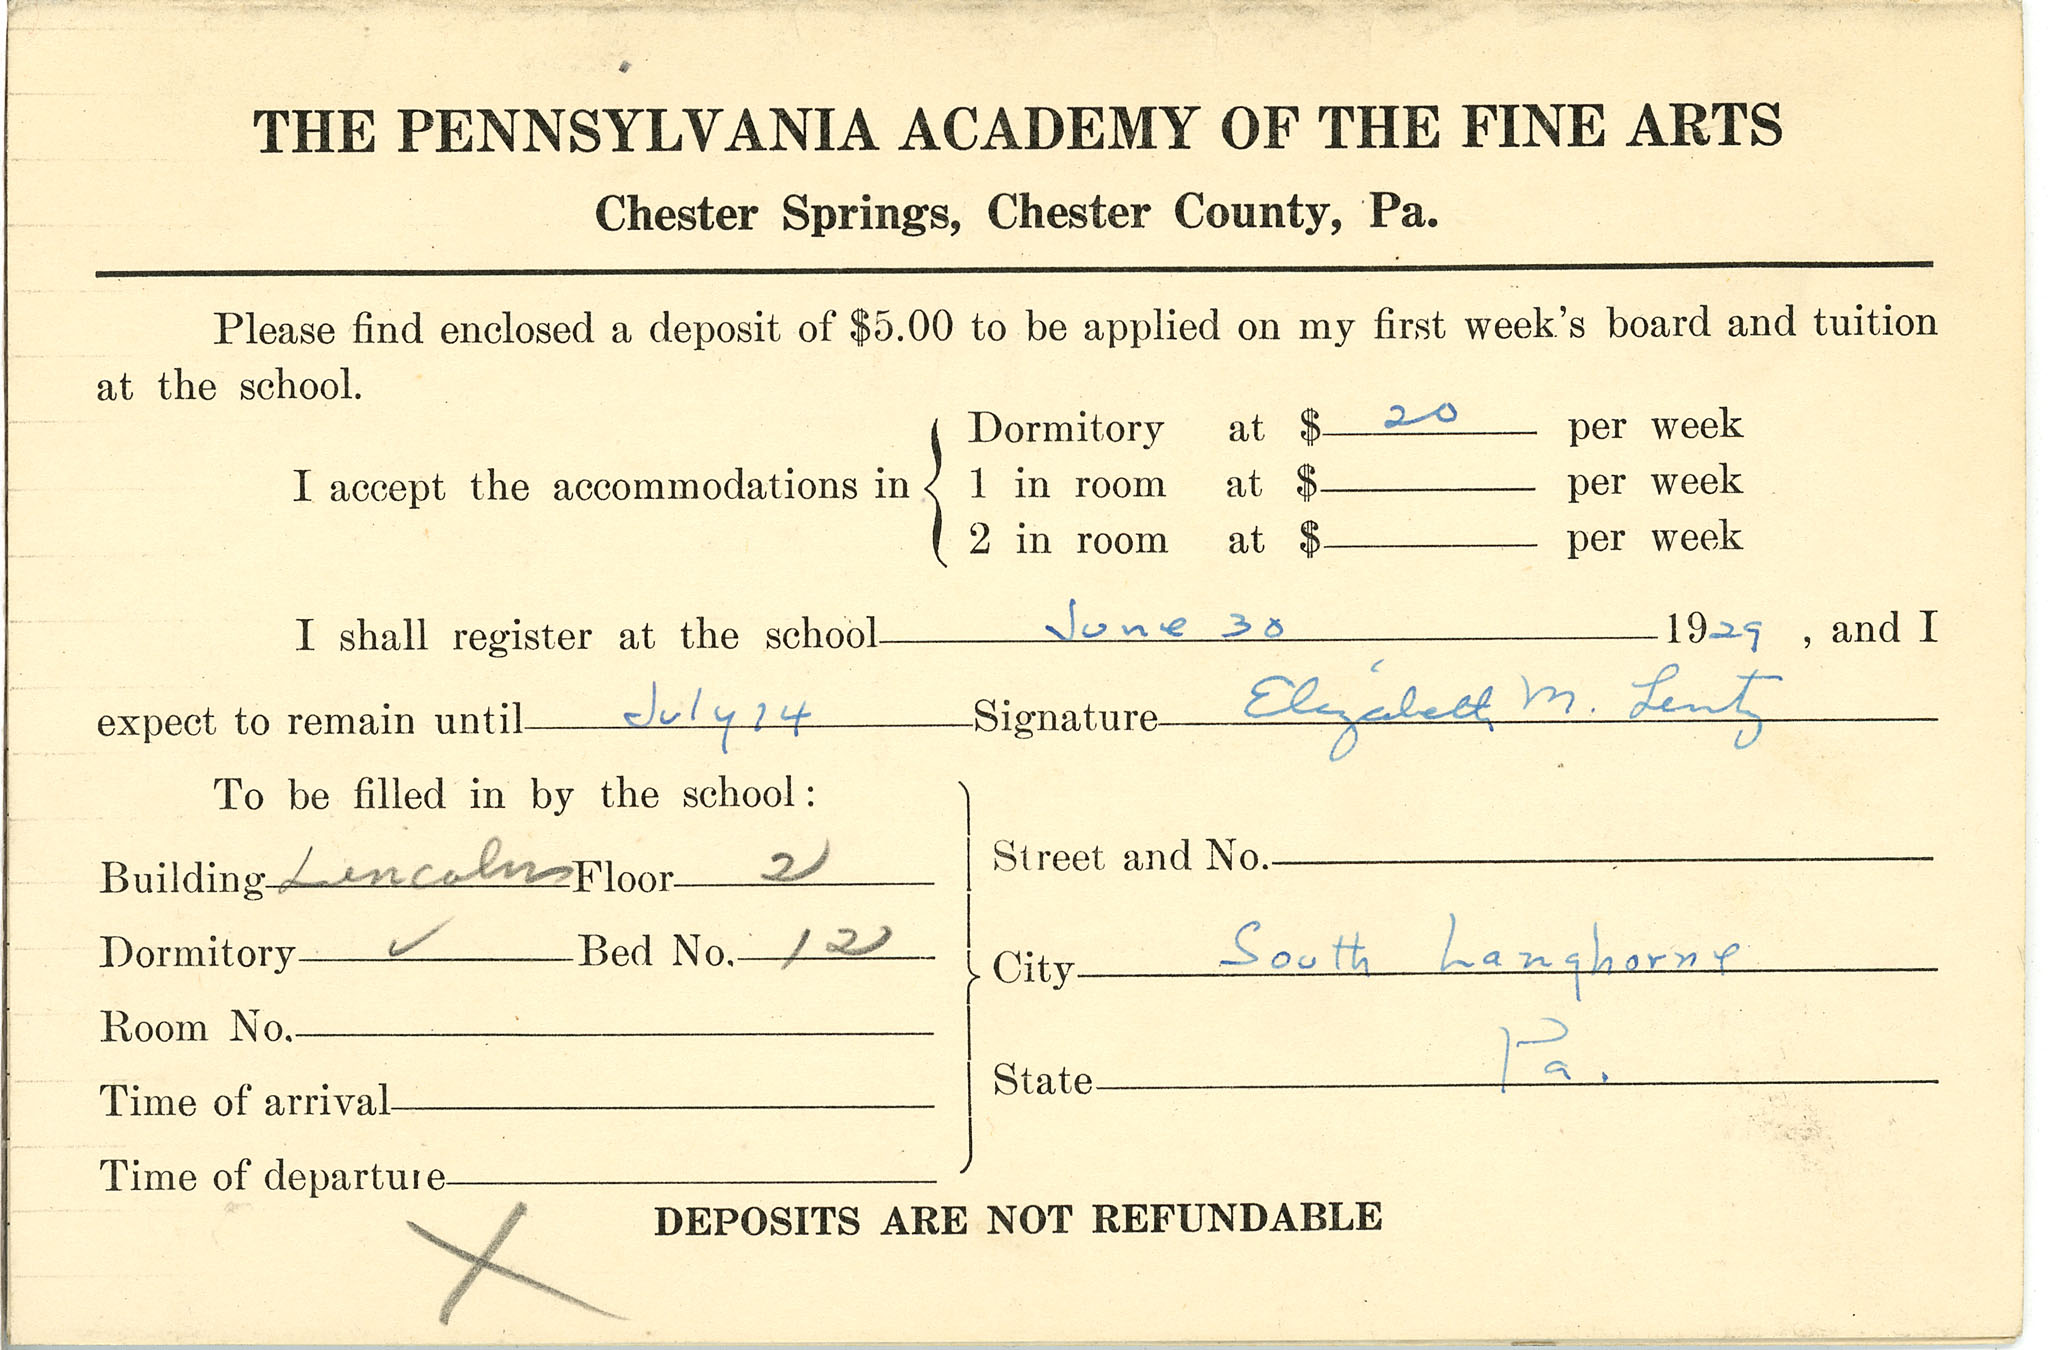 THE PENNSYLVANIA ACADEMY OF THE FINE ARTS
Chester Springs, Chester County, Pa.
Please find enclosed a deposit of $5.00 to be applied on my first week's board and tuition
at the school.
I accept the accommodations in
Dormitory at $ 20 per week
1 in room at $ per week
2 in room at $ per week
I shall register at the school June 30 1929 , and I
expect to remain until July 14 Signature Elizabeth M. Lentz
To be filled in by the school:
Building Lincoln Floor 2
Dormitory ✓ Bed No. 12
Room No.
Time of arrival
Time of departure
Street and No.
City South Langhorne
State Pa.
DEPOSITS ARE NOT REFUNDABLE
X